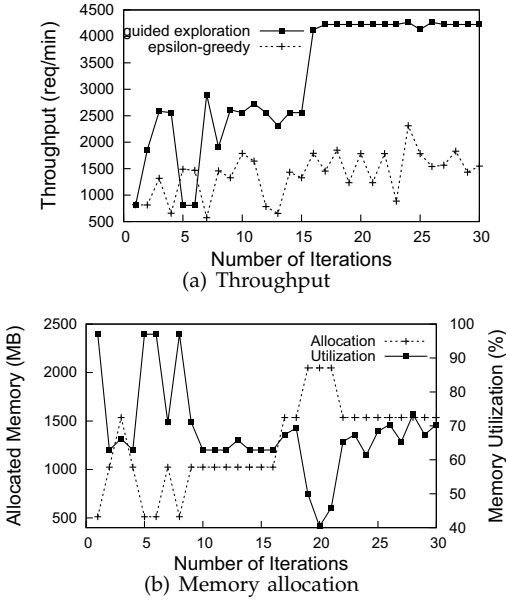 4500
4000
3500
3000
2500
2000
1500
1000
500
Throughput (req/min)
guided exploration
epsilon-greedy
0 5 10 15 20 25 30
Number of Iterations
(a) Throughput
2500
2000
1500
1000
500
Allocated Memory (MB)
Allocation
Utilization
100
90
80
70
60
50
40
Memory Utilization (%)
0 5 10 15 20 25 30
Number of Iterations
(b) Memory allocation